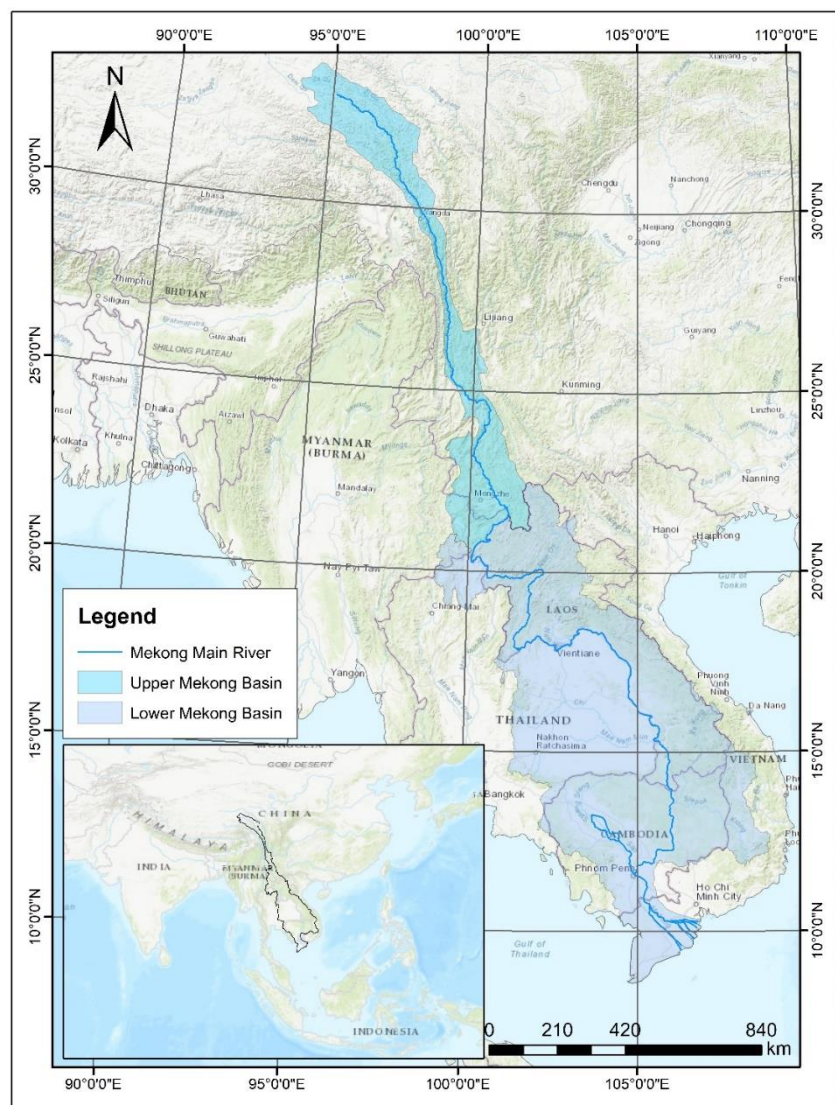 90°0'0"E
95°0'0"E
100°0'0"E
105°0'0"E
110°0'0"E
N
30°0'0"N
25°0'0"N
20°0'0"N
15°0'0"N
10°0'0"N
30°0'0"N
25°0'0"N
20°0'0"N
15°0'0"N
10°0'0"N
Lhasa
Chengdu
Nanchong
Neijiang
Chongqing
Zigong
Thimphu
BHUTAN
Siliguri
Guwahati
SHILLONG PLATEAU
Lijiang
Guiyang
Kunming
Imphal
Rajshahi
Dhaka
Aizawl
Khulna
Kolkata
Chittagong
MYANMAR
(BURMA)
Mandalay
Liuzhou
Nanning
Hanoi
Haiphong
Gulf of
Tonkin
Nay Pyi Taw
Chiang Mai
LAOS
Vientiane
Yangon
Da Nang
THAILAND
Nakhon
Ratchasima
VIETNAM
Bangkok
CAMBODIA
Phnom Penh
Ho Chi
Minh City
Gulf of
Thailand
Legend
Mekong Main River
Upper Mekong Basin
Lower Mekong Basin
GOBI DESERT
CHINA
HIMALAYA
INDIA
MYANMAR
(BURMA)
INDONESIA
0 210 420 840
km
90°0'0"E
95°0'0"E
100°0'0"E
105°0'0"E